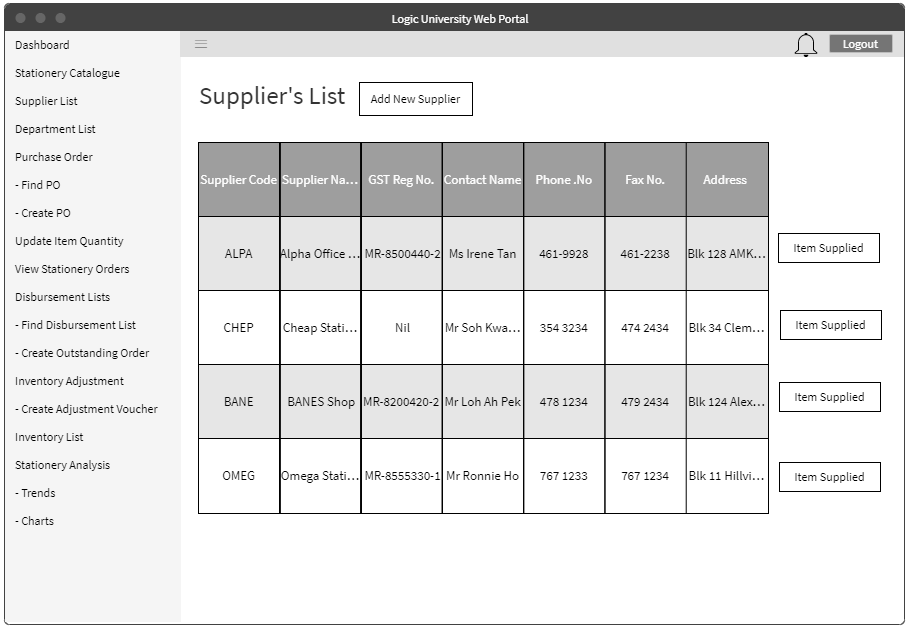 Logic University Web Portal
Logout
Dashboard
Stationery Catalogue
Supplier List
Department List
Purchase Order
- Find PO
- Create PO
Update Item Quantity
View Stationery Orders
Disbursement Lists
- Find Disbursement List
- Create Outstanding Order
Inventory Adjustment
- Create Adjustment Voucher
Inventory List
Stationery Analysis
- Trends
- Charts
Supplier's List Add New Supplier
Supplier Code Supplier Na... GST Reg No. Contact Name Phone .No Fax No. Address
ALPA Alpha Office ... MR-8500440-2 Ms Irene Tan 461-9928 461-2238 Blk 128 AMK... Item Supplied
CHEP Cheap Stati... Nil Mr Soh Kwa... 354 3234 474 2434 Blk 34 Clem... Item Supplied
BANE BANES Shop MR-8200420-2 Mr Loh Ah Pek 478 1234 479 2434 Blk 124 Alex... Item Supplied
OMEG Omega Stati... MR-8555330-1 Mr Ronnie Ho 767 1233 767 1234 Blk 11 Hillvi... Item Supplied